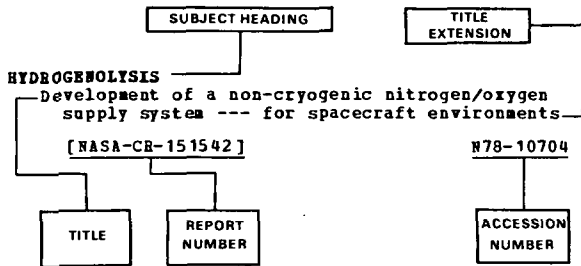 SUBJECT HEADING
TITLE
EXTENSION
HYDROGENOLYSIS
Development of a non-cryogenic nitrogen/oxygen
supply system --- for spacecraft environments
[NASA-CR-151542]
N78-10704
TITLE
REPORT
NUMBER
ACCESSION
NUMBER